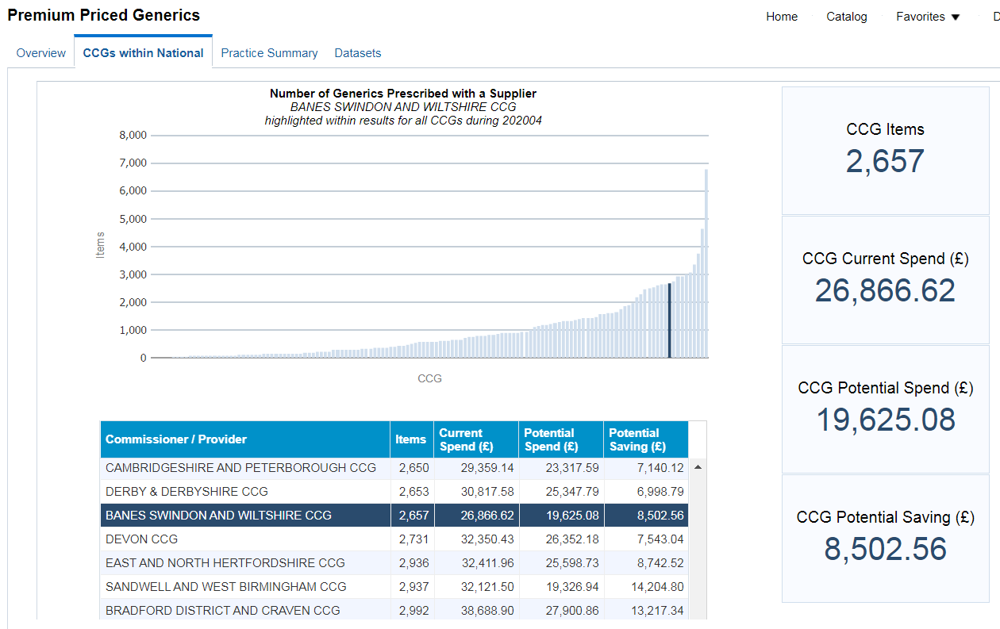 Premium Priced Generics
Home Catalog Favorites D
Overview CCGs within National Practice Summary Datasets
Number of Generics Prescribed with a Supplier
BANES SWINDON AND WILTSHIRE CCG
highlighted within results for all CCGs during 202004
8,000
7,000
6,000
5,000
4,000
3,000
2,000
1,000
0
Items
CCG
Commissioner / Provider Items Current Spend (£) Potential Spend (£) Potential Saving (£)
CAMBRIDGESHIRE AND PETERBOROUGH CCG 2,650 29,359.14 23,317.59 7,140.12
DERBY & DERBYSHIRE CCG 2,653 30,817.58 25,347.79 6,998.79
BANES SWINDON AND WILTSHIRE CCG 2,657 26,866.62 19,625.08 8,502.56
DEVON CCG 2,731 32,350.43 26,352.18 7,543.04
EAST AND NORTH HERTFORDSHIRE CCG 2,936 32,411.96 25,598.73 8,742.52
SANDWELL AND WEST BIRMINGHAM CCG 2,937 32,121.50 19,326.94 14,204.80
BRADFORD DISTRICT AND CRAVEN CCG 2,992 38,688.90 27,900.86 13,217.34
CCG Items
2,657
CCG Current Spend (£)
26,866.62
CCG Potential Spend (£)
19,625.08
CCG Potential Saving (£)
8,502.56